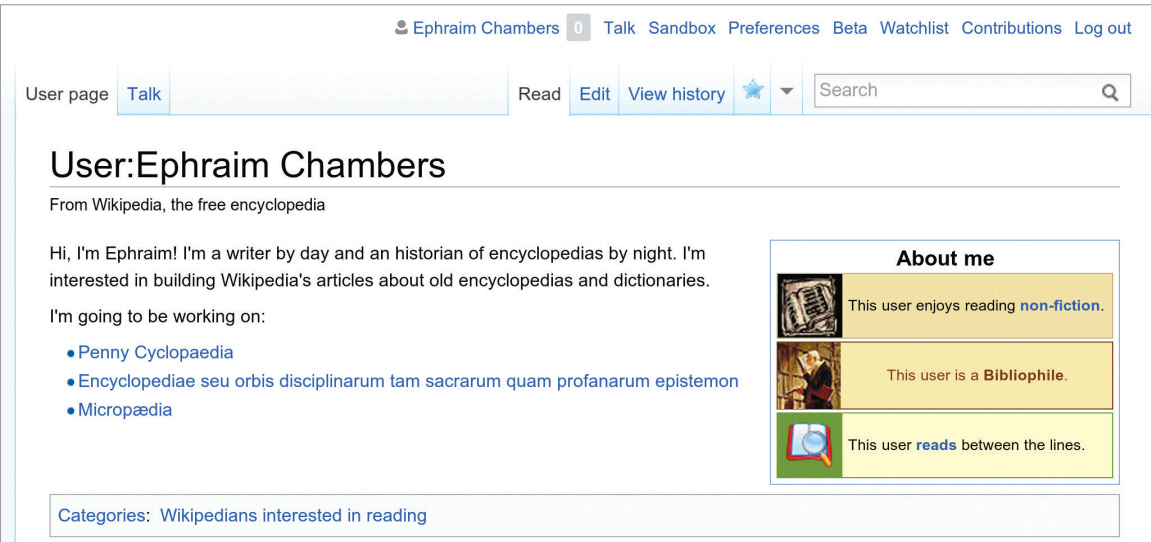 Ephraim Chambers 0 Talk Sandbox Preferences Beta Watchlist Contributions Log out
User page Talk Read Edit View history Search
User:Ephraim Chambers
From Wikipedia, the free encyclopedia
Hi, I'm Ephraim! I'm a writer by day and an historian of encyclopedias by night. I'm
interested in building Wikipedia's articles about old encyclopedias and dictionaries.
I'm going to be working on:
Penny Cyclopaedia
Encyclopediae seu orbis disciplinarum tam sacrarum quam profanarum epistemon
Micropædia
About me
This user enjoys reading non-fiction.
This user is a Bibliophile.
This user reads between the lines.
Categories: Wikipedians interested in reading